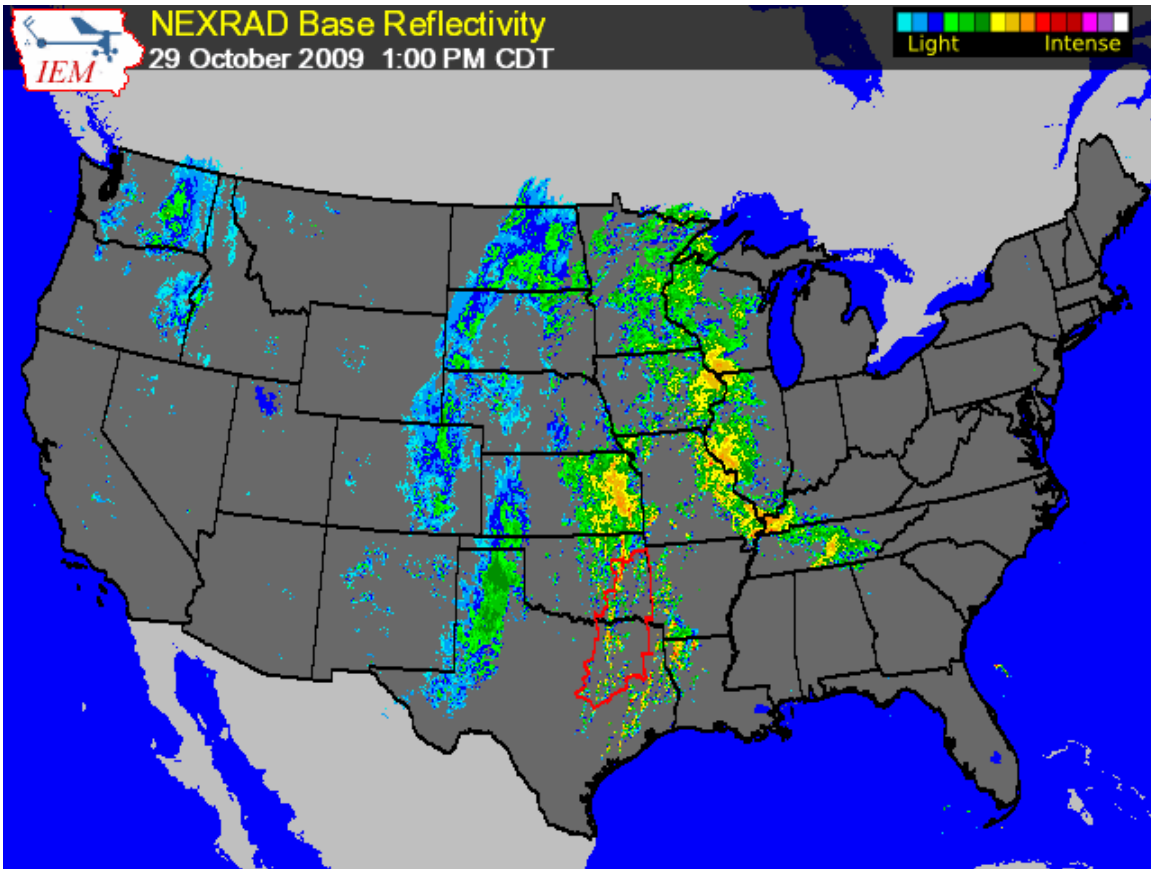 NEXRAD Base Reflectivity
29 October 2009 1:00 PM CDT
IEM
Light Intense